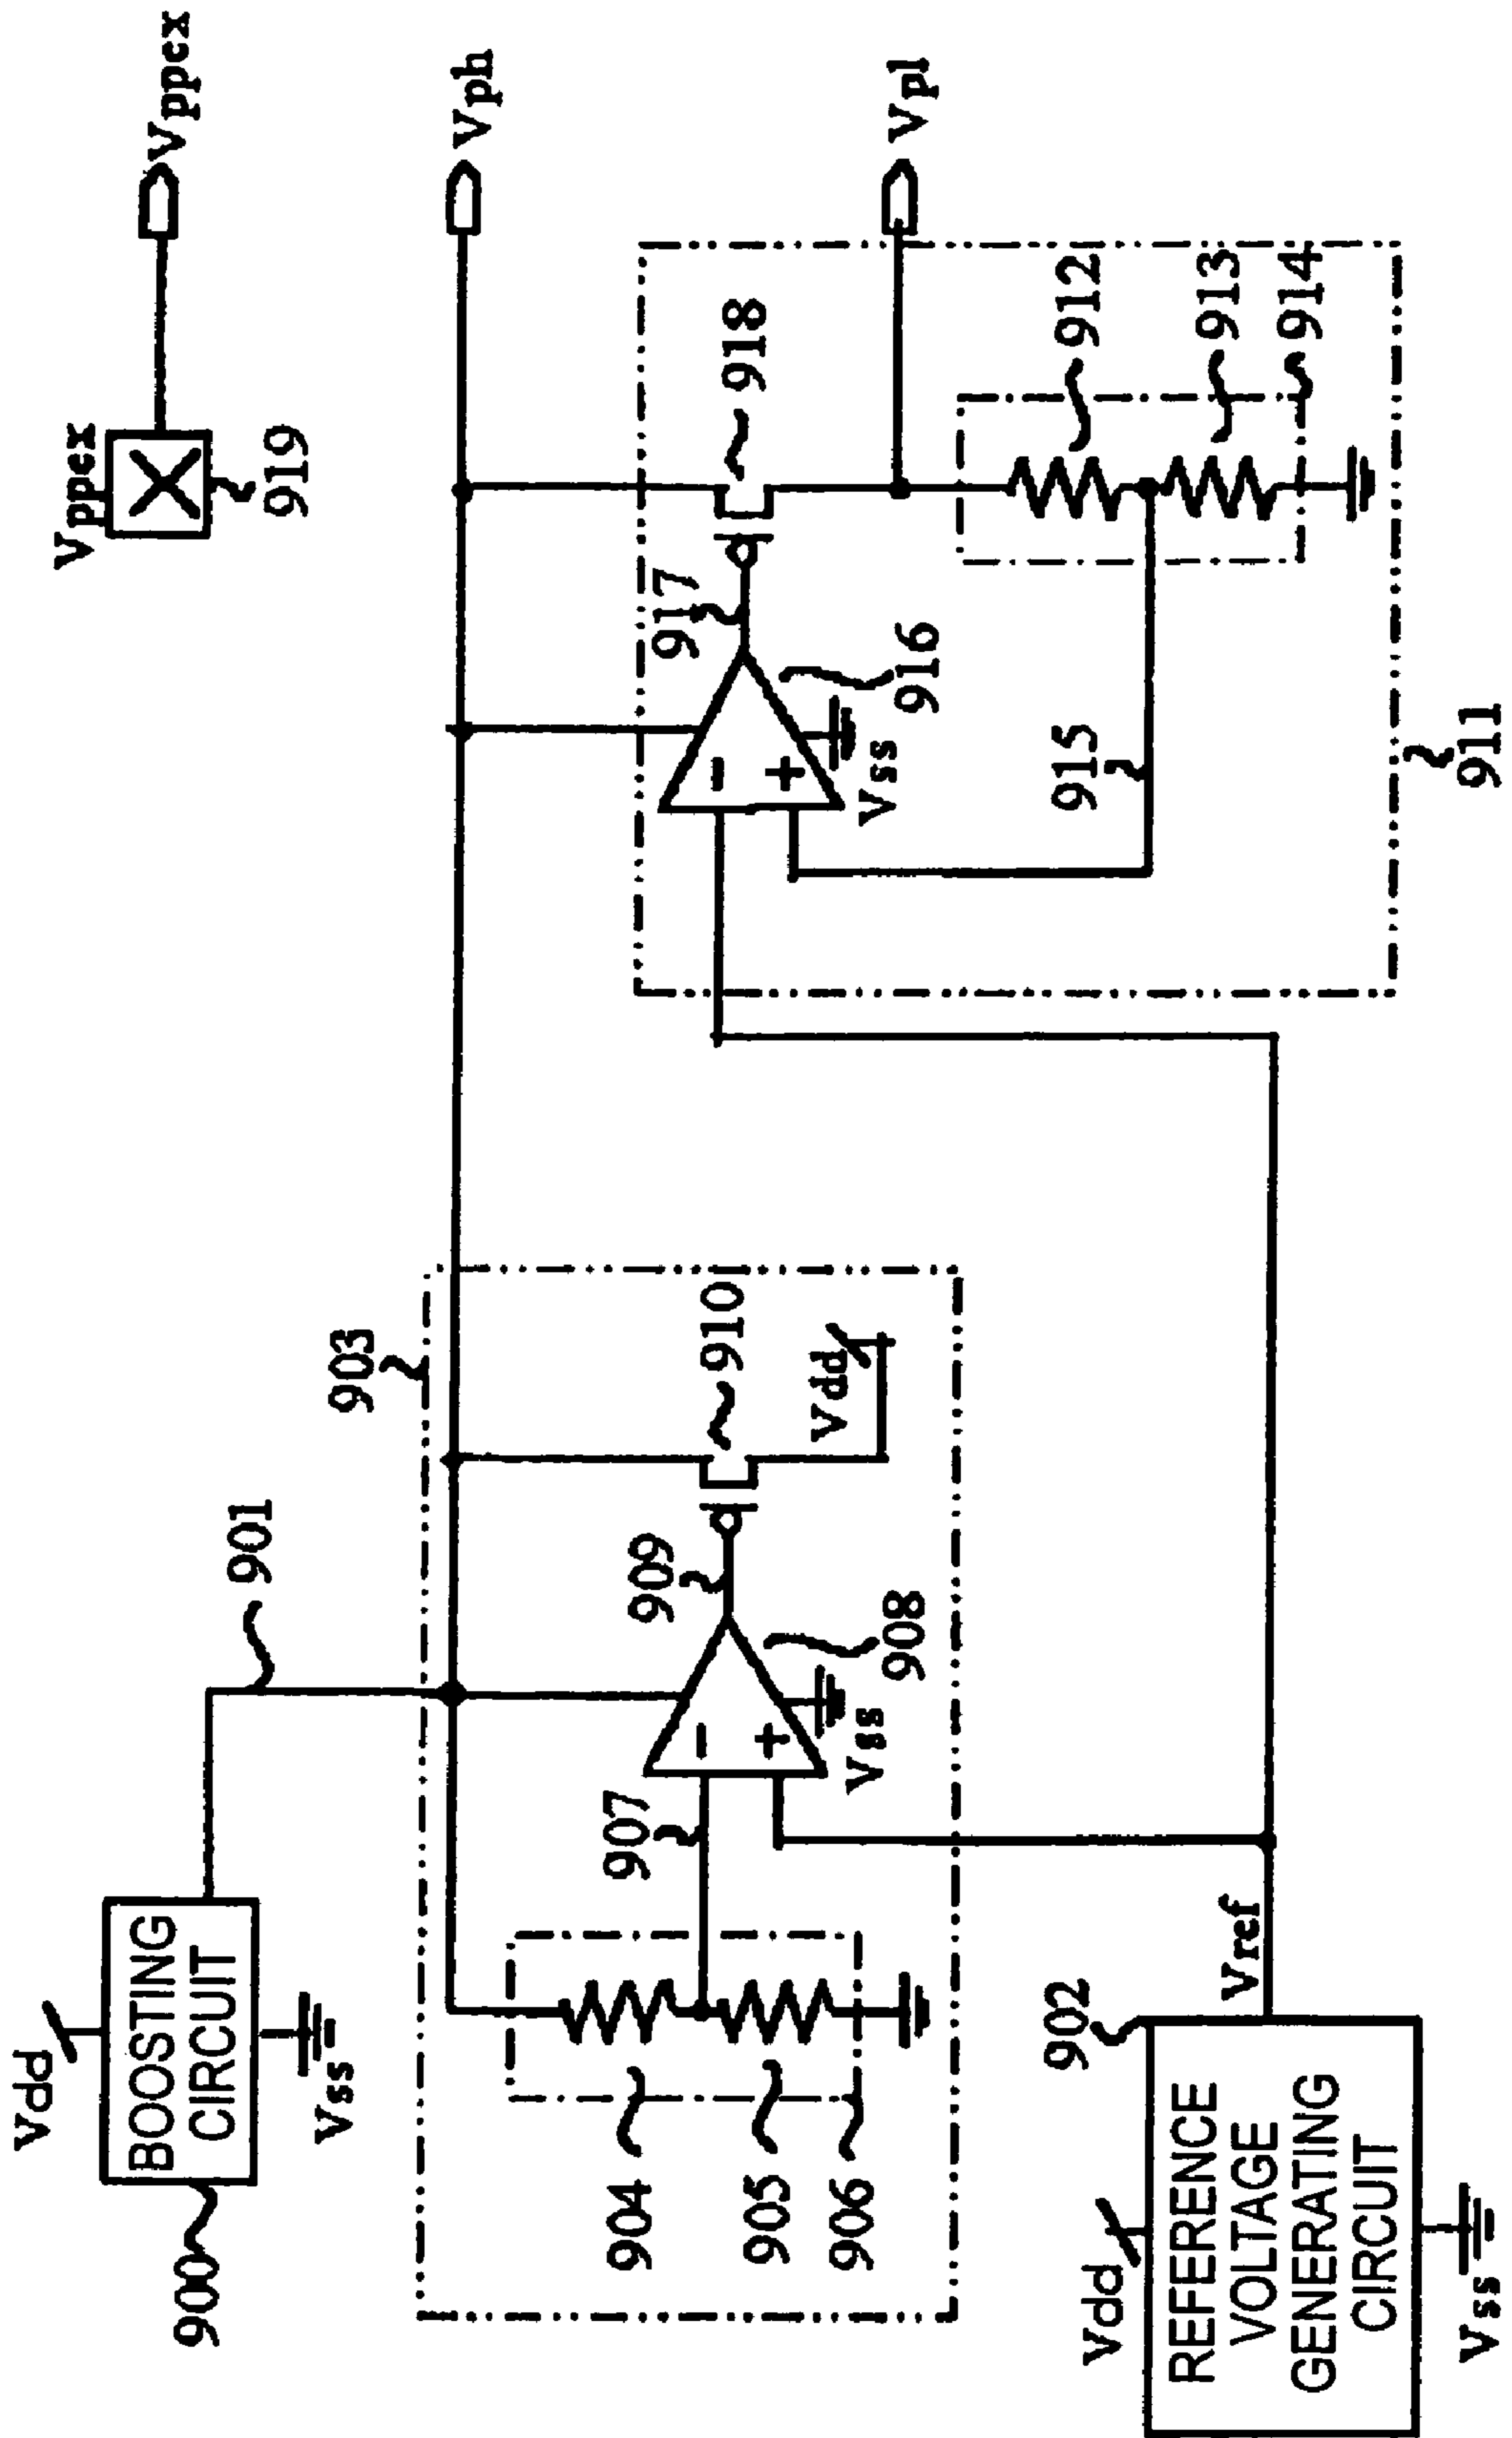 Vppex
Vppex
919
Vdd
BOOSTING
CIRCUIT
Vss
900
901
Vph
903
904
905
906
907
908
Vss
909
910
Vdd
918
917
916
Vss
Vpl
912
913
914
915
911
902
Vref
Vdd
REFERENCE
VOLTAGE
GENERATING
CIRCUIT
Vss